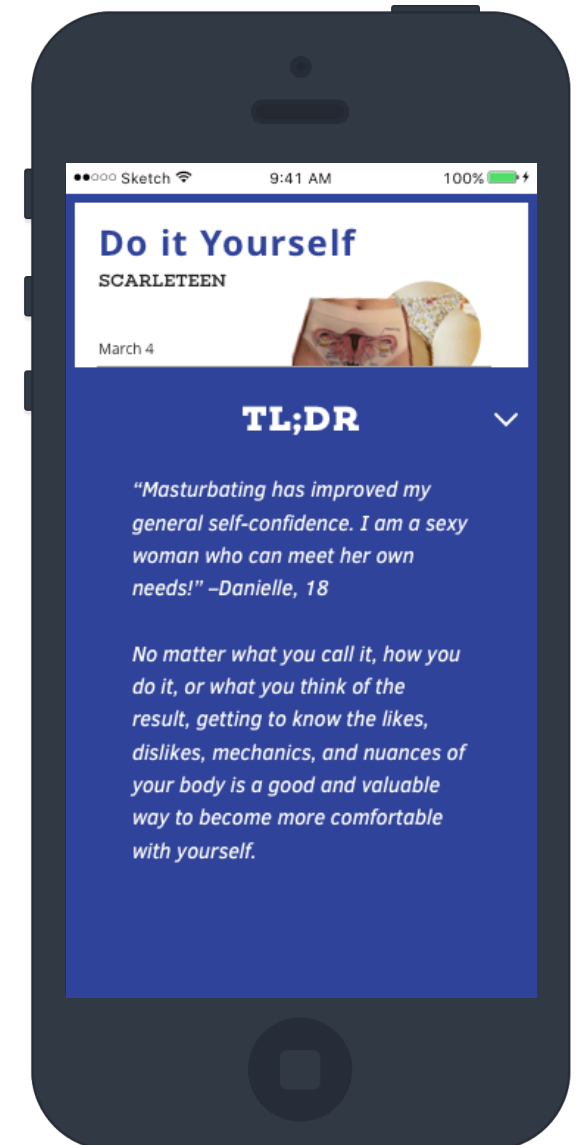 Sketch 9:41 AM 100%
Do it Yourself
SCARLETEEN
March 4
TL;DR
“Masturbating has improved my
general self-confidence. I am a sexy
woman who can meet her own
needs!” –Danielle, 18
No matter what you call it, how you
do it, or what you think of the
result, getting to know the likes,
dislikes, mechanics, and nuances of
your body is a good and valuable
way to become more comfortable
with yourself.